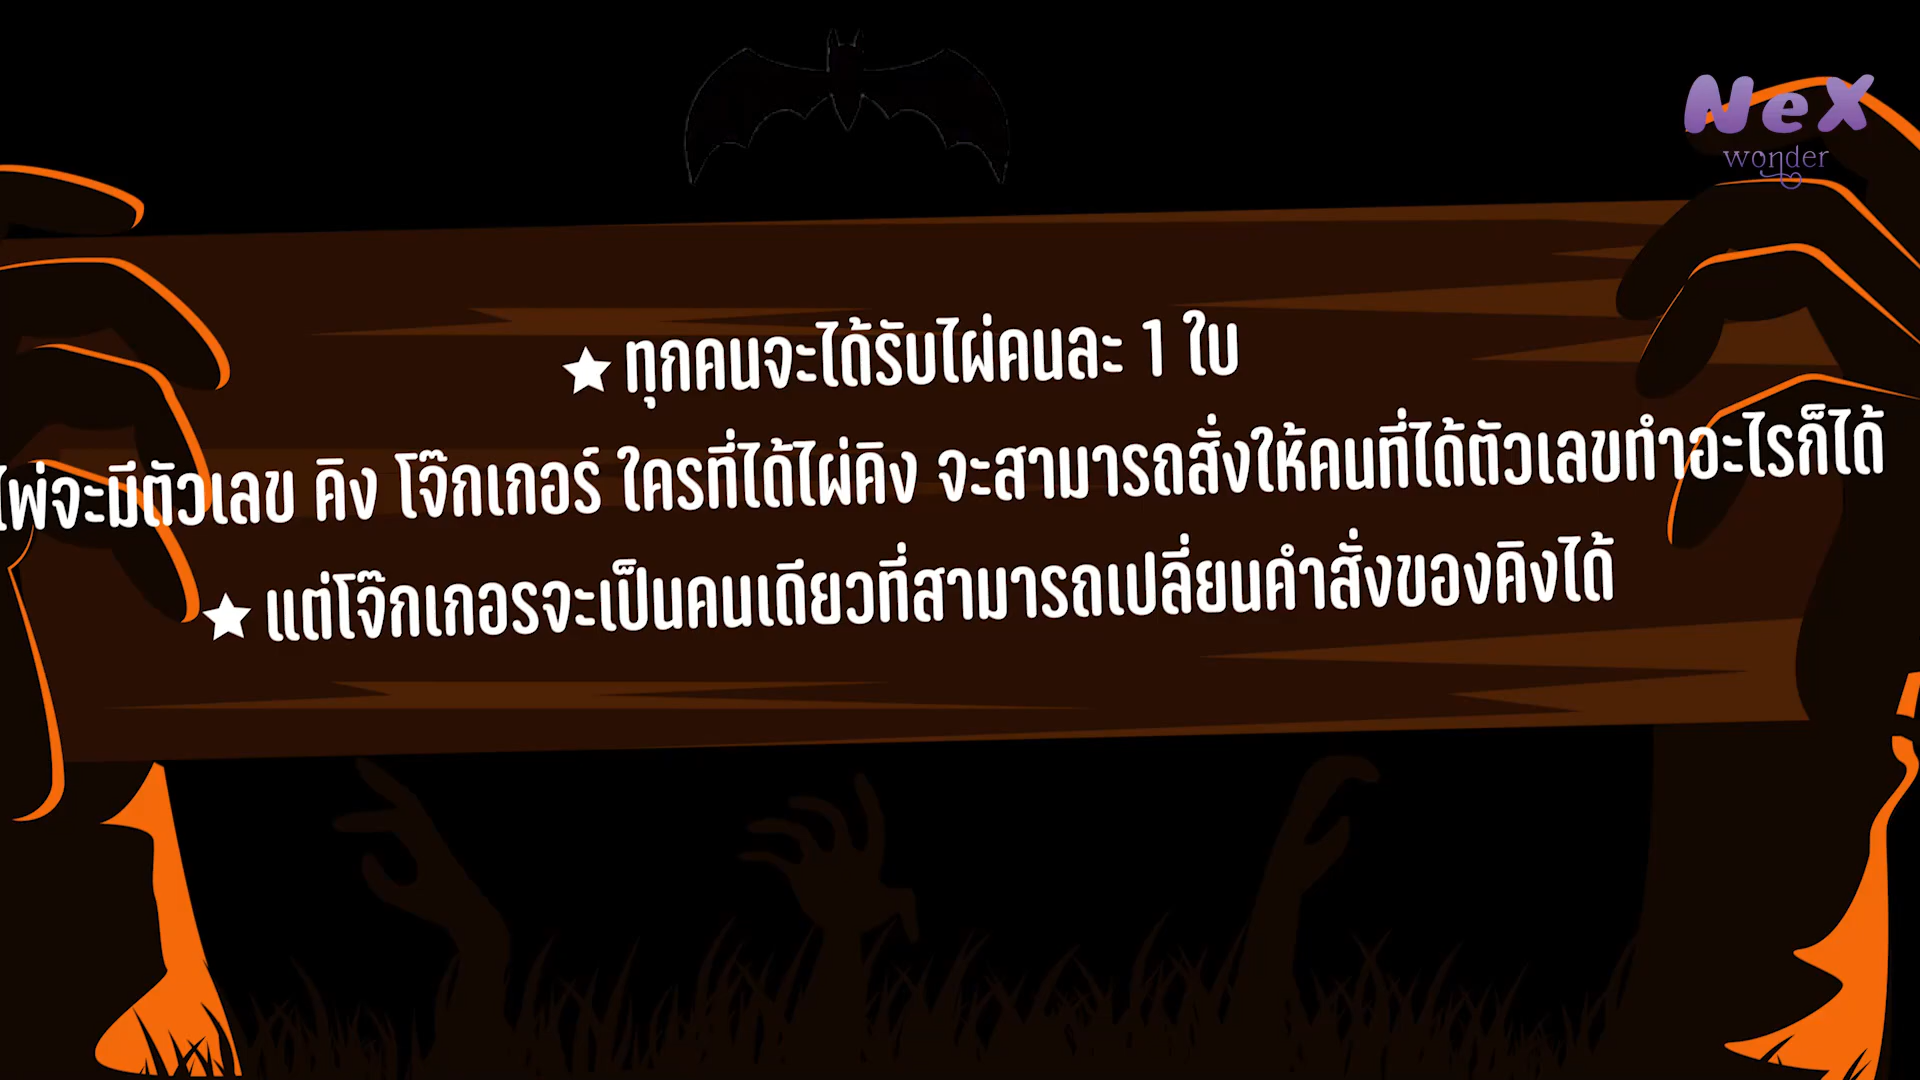 NeX
wonder
★ ทุกคนจะได้รับไผ่คนละ 1 ใบ
ไพ่จะมีตัวเลข คิง โจ๊กเกอร์ ใครที่ได้ไผ่คิง จะสามารถสั่งให้คนที่ได้ตัวเลขทำอะไรก็ได้
★ แต่โจ๊กเกอรจะเป็นคนเดียวที่สามารถเปลี่ยนคำสั่งของคิงได้